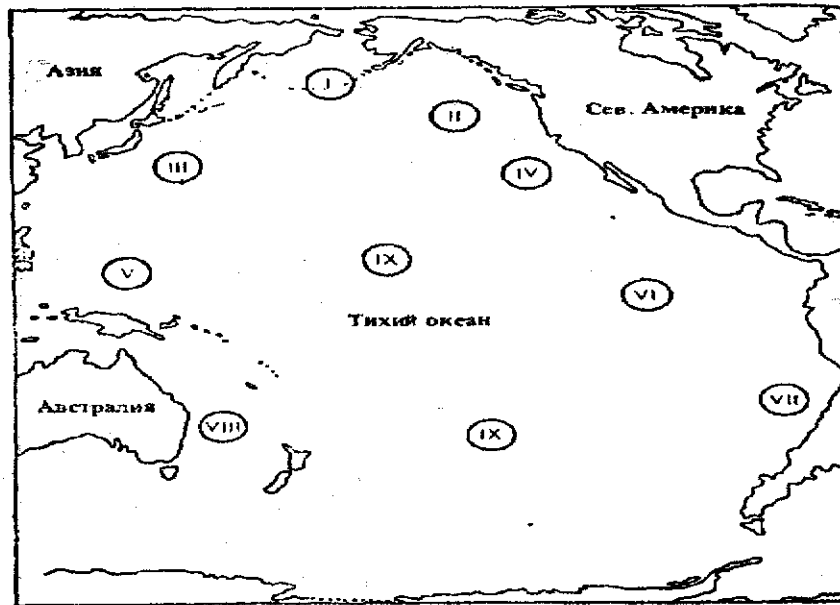 Азия
I
II
Сев. Америка
III
IV
V
IX
VI
Тихий океан
Австралия
VIII
IX
VII